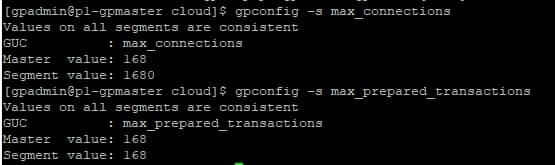 [gpadmin@p1-gpmaster cloud]$ gpconfig -s max_connections
Values on all segments are consistent
GUC          : max_connections
Master  value: 168
Segment value: 1680
[gpadmin@p1-gpmaster cloud]$ gpconfig -s max_prepared_transactions
Values on all segments are consistent
GUC          : max_prepared_transactions
Master  value: 168
Segment value: 168